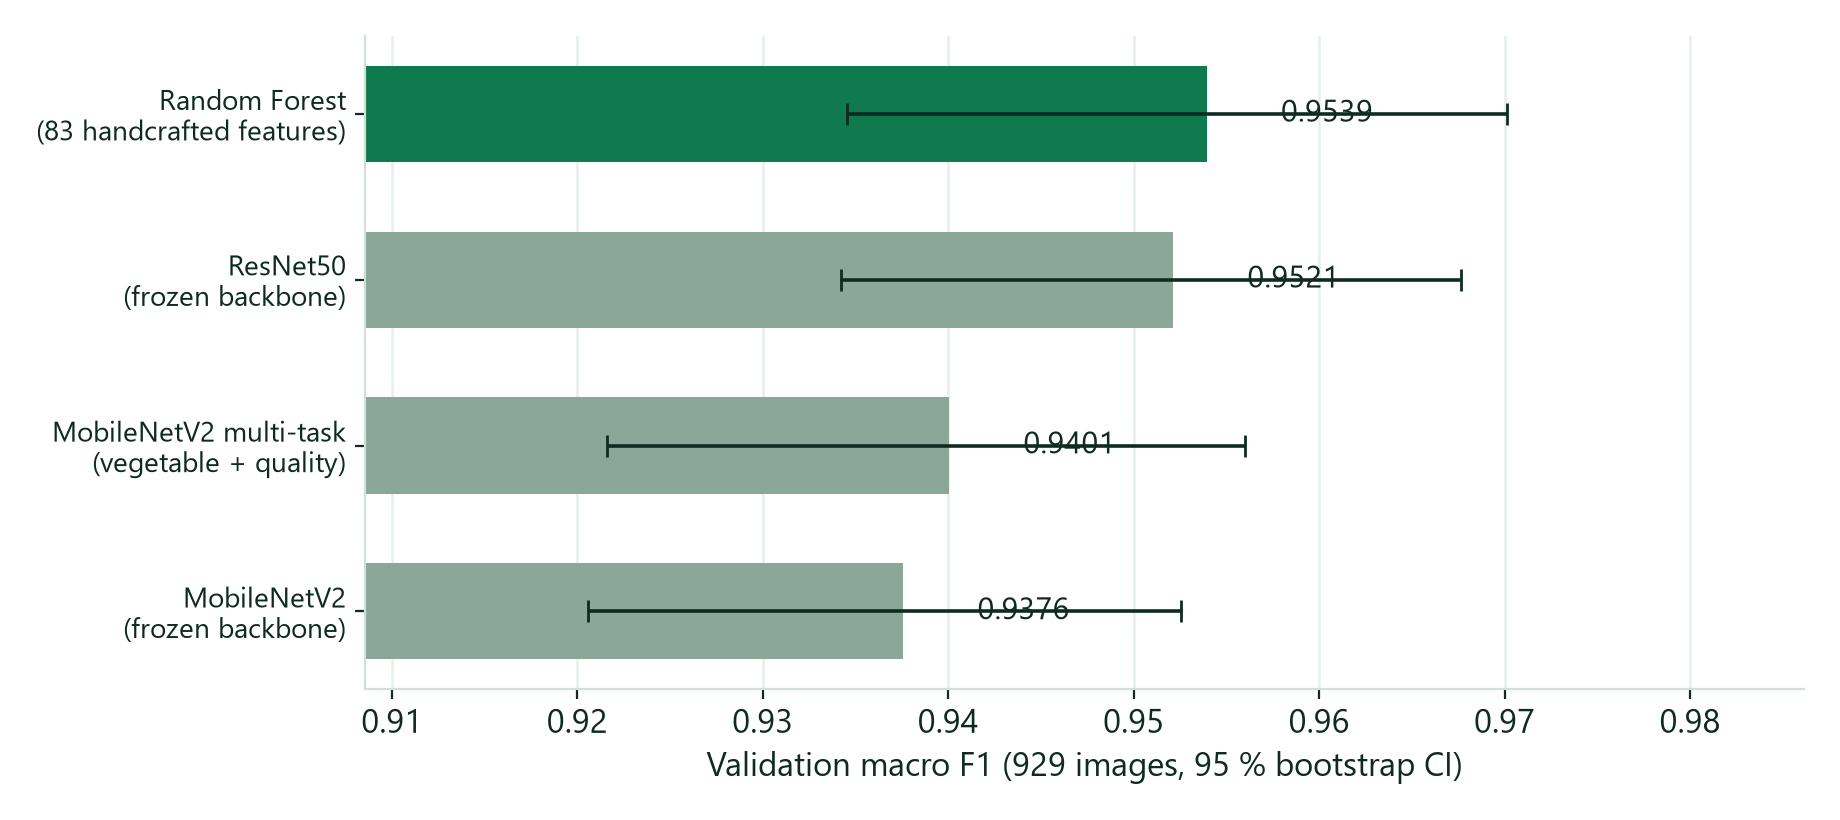 Random Forest
(83 handcrafted features)
0.9539
ResNet50
(frozen backbone)
0.9521
MobileNetV2 multi-task
(vegetable + quality)
0.9401
MobileNetV2
(frozen backbone)
0.9376
0.91 0.92 0.93 0.94 0.95 0.96 0.97 0.98
Validation macro F1 (929 images, 95 % bootstrap CI)